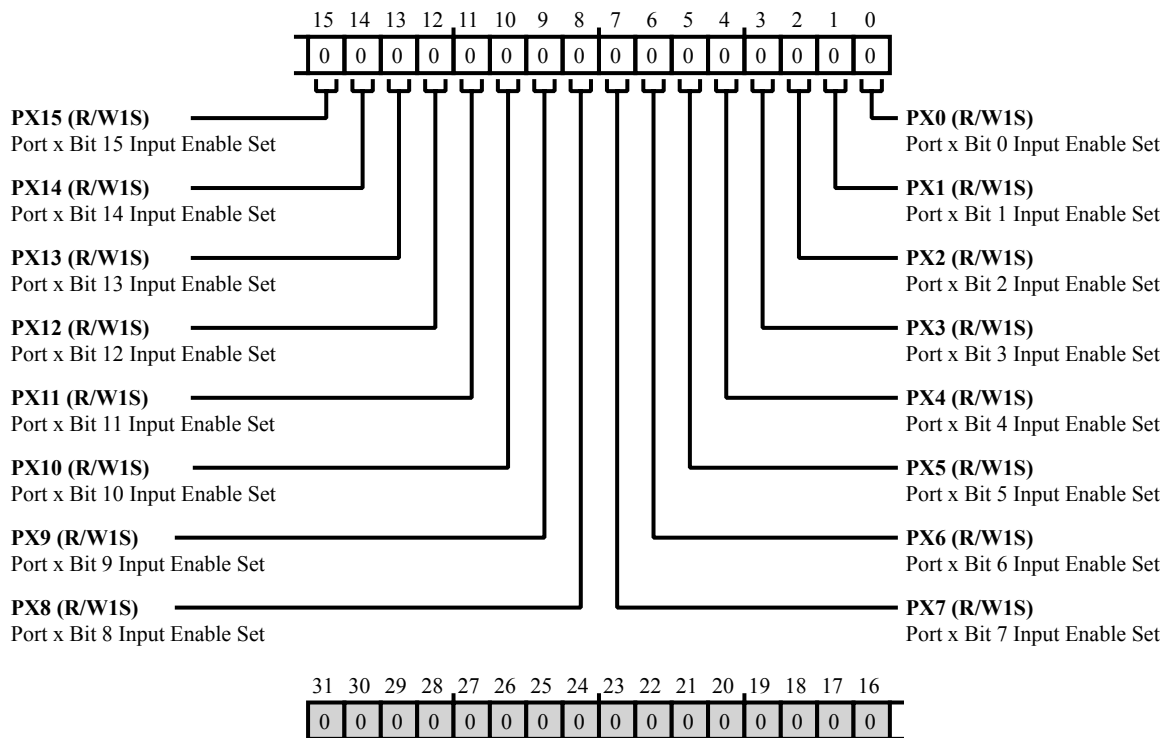 15 14 13 12 11 10 9 8 7 6 5 4 3 2 1 0
0 0 0 0 0 0 0 0 0 0 0 0 0 0 0 0
PX15 (R/W1S)
Port x Bit 15 Input Enable Set
PX14 (R/W1S)
Port x Bit 14 Input Enable Set
PX13 (R/W1S)
Port x Bit 13 Input Enable Set
PX12 (R/W1S)
Port x Bit 12 Input Enable Set
PX11 (R/W1S)
Port x Bit 11 Input Enable Set
PX10 (R/W1S)
Port x Bit 10 Input Enable Set
PX9 (R/W1S)
Port x Bit 9 Input Enable Set
PX8 (R/W1S)
Port x Bit 8 Input Enable Set
PX0 (R/W1S)
Port x Bit 0 Input Enable Set
PX1 (R/W1S)
Port x Bit 1 Input Enable Set
PX2 (R/W1S)
Port x Bit 2 Input Enable Set
PX3 (R/W1S)
Port x Bit 3 Input Enable Set
PX4 (R/W1S)
Port x Bit 4 Input Enable Set
PX5 (R/W1S)
Port x Bit 5 Input Enable Set
PX6 (R/W1S)
Port x Bit 6 Input Enable Set
PX7 (R/W1S)
Port x Bit 7 Input Enable Set
31 30 29 28 27 26 25 24 23 22 21 20 19 18 17 16
0 0 0 0 0 0 0 0 0 0 0 0 0 0 0 0